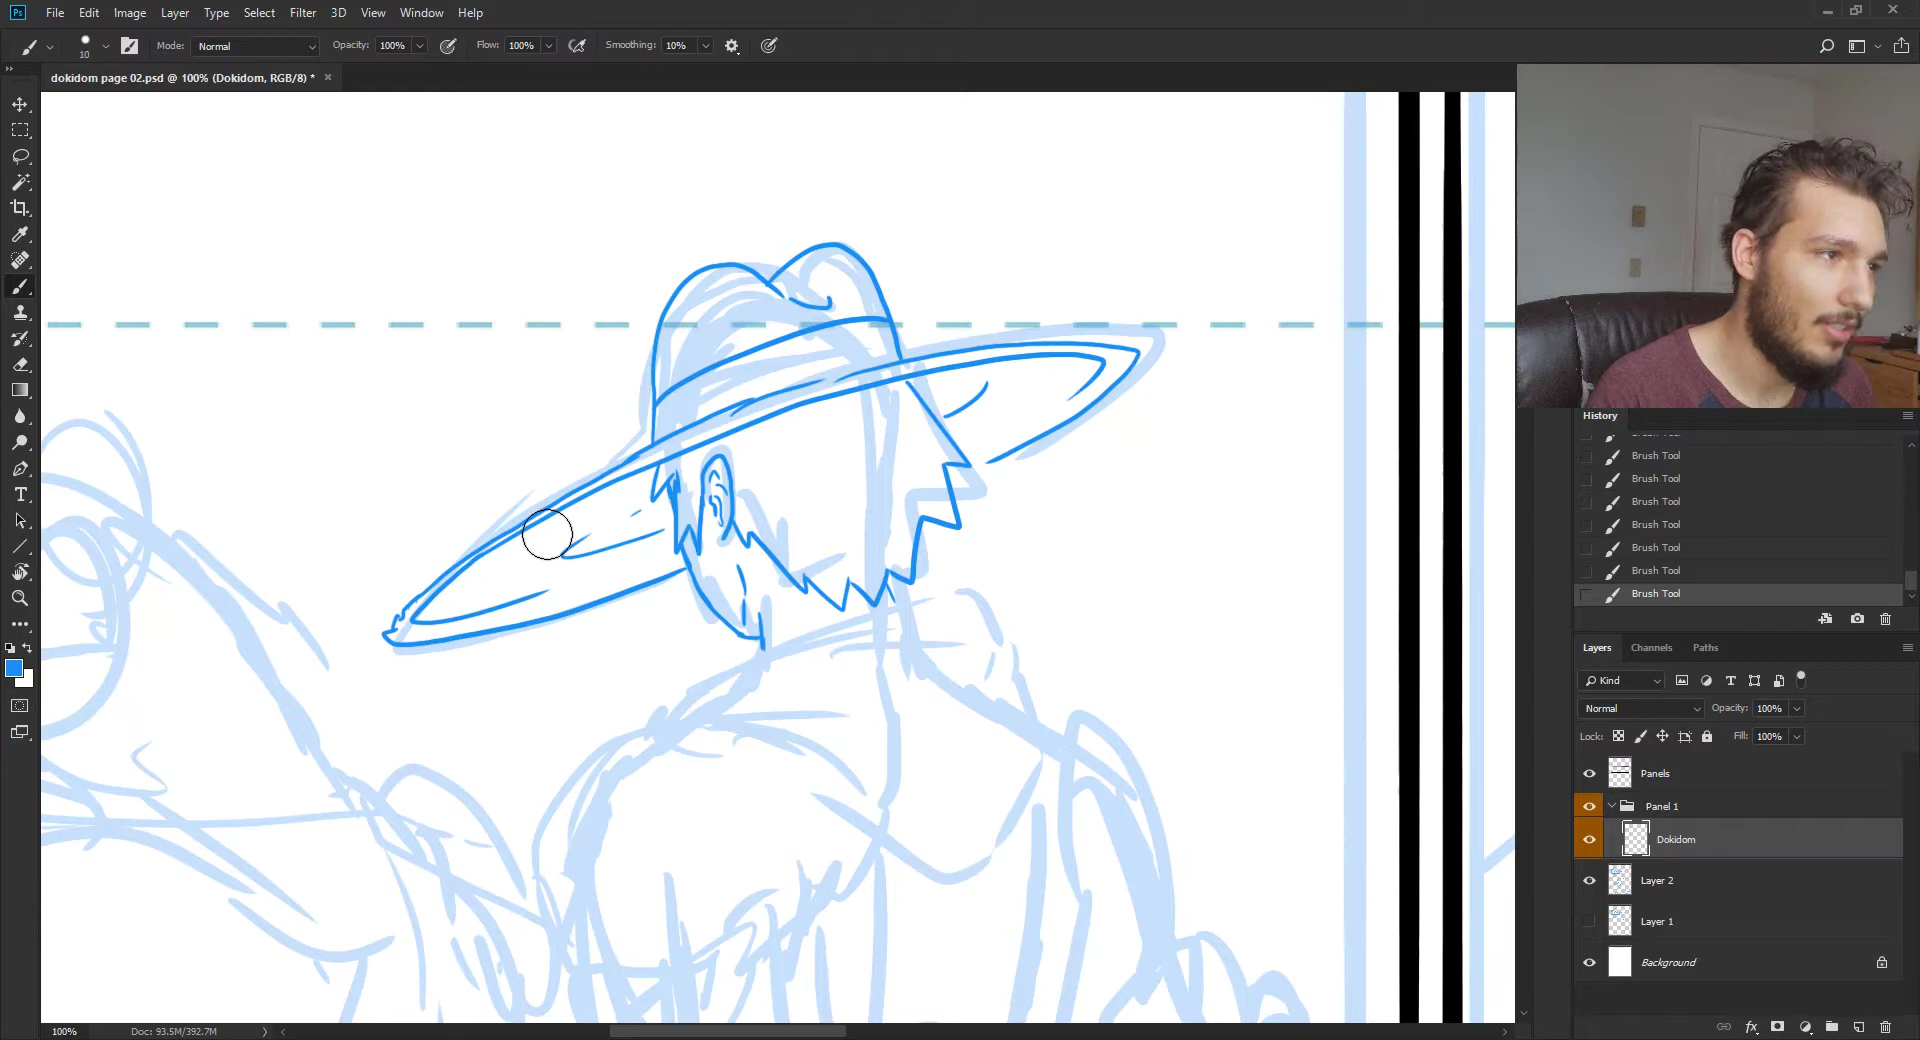 Ps File Edit Image Layer Type Select Filter 3D View Window Help
10 Mode: Normal Opacity: 100% Flow: 100% Smoothing: 10%
dokidom page 02.psd @ 100% (Dokidom, RGB/8) * ×
T
History
Brush Tool
Brush Tool
Brush Tool
Brush Tool
Brush Tool
Brush Tool
Brush Tool
Layers Channels Paths
Kind
Normal Opacity: 100%
Lock: Fill: 100%
Panels
Panel 1
Dokidom
Layer 2
Layer 1
Background
fx
100% Doc: 93.5M/392.7M